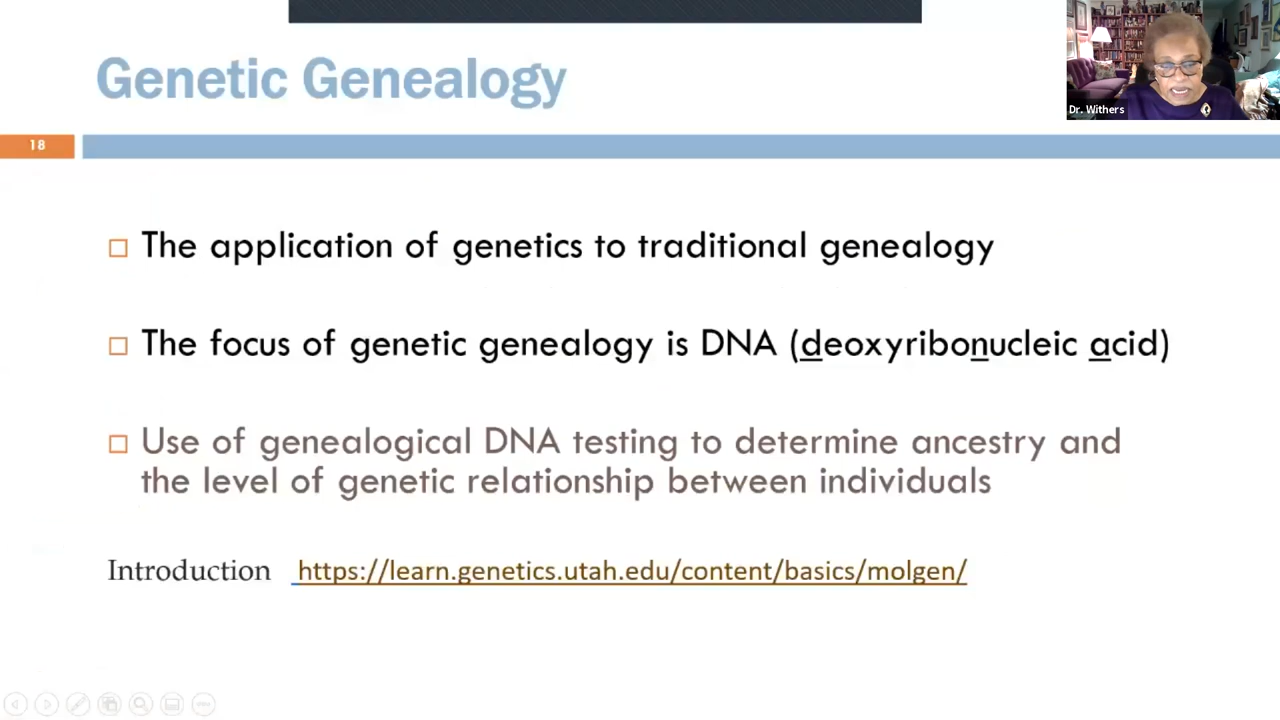 Genetic Genealogy
Dr. Withers
18
The application of genetics to traditional genealogy
The focus of genetic genealogy is DNA (deoxyribonucleic acid)
Use of genealogical DNA testing to determine ancestry and
the level of genetic relationship between individuals
Introduction https://learn.genetics.utah.edu/content/basics/molgen/